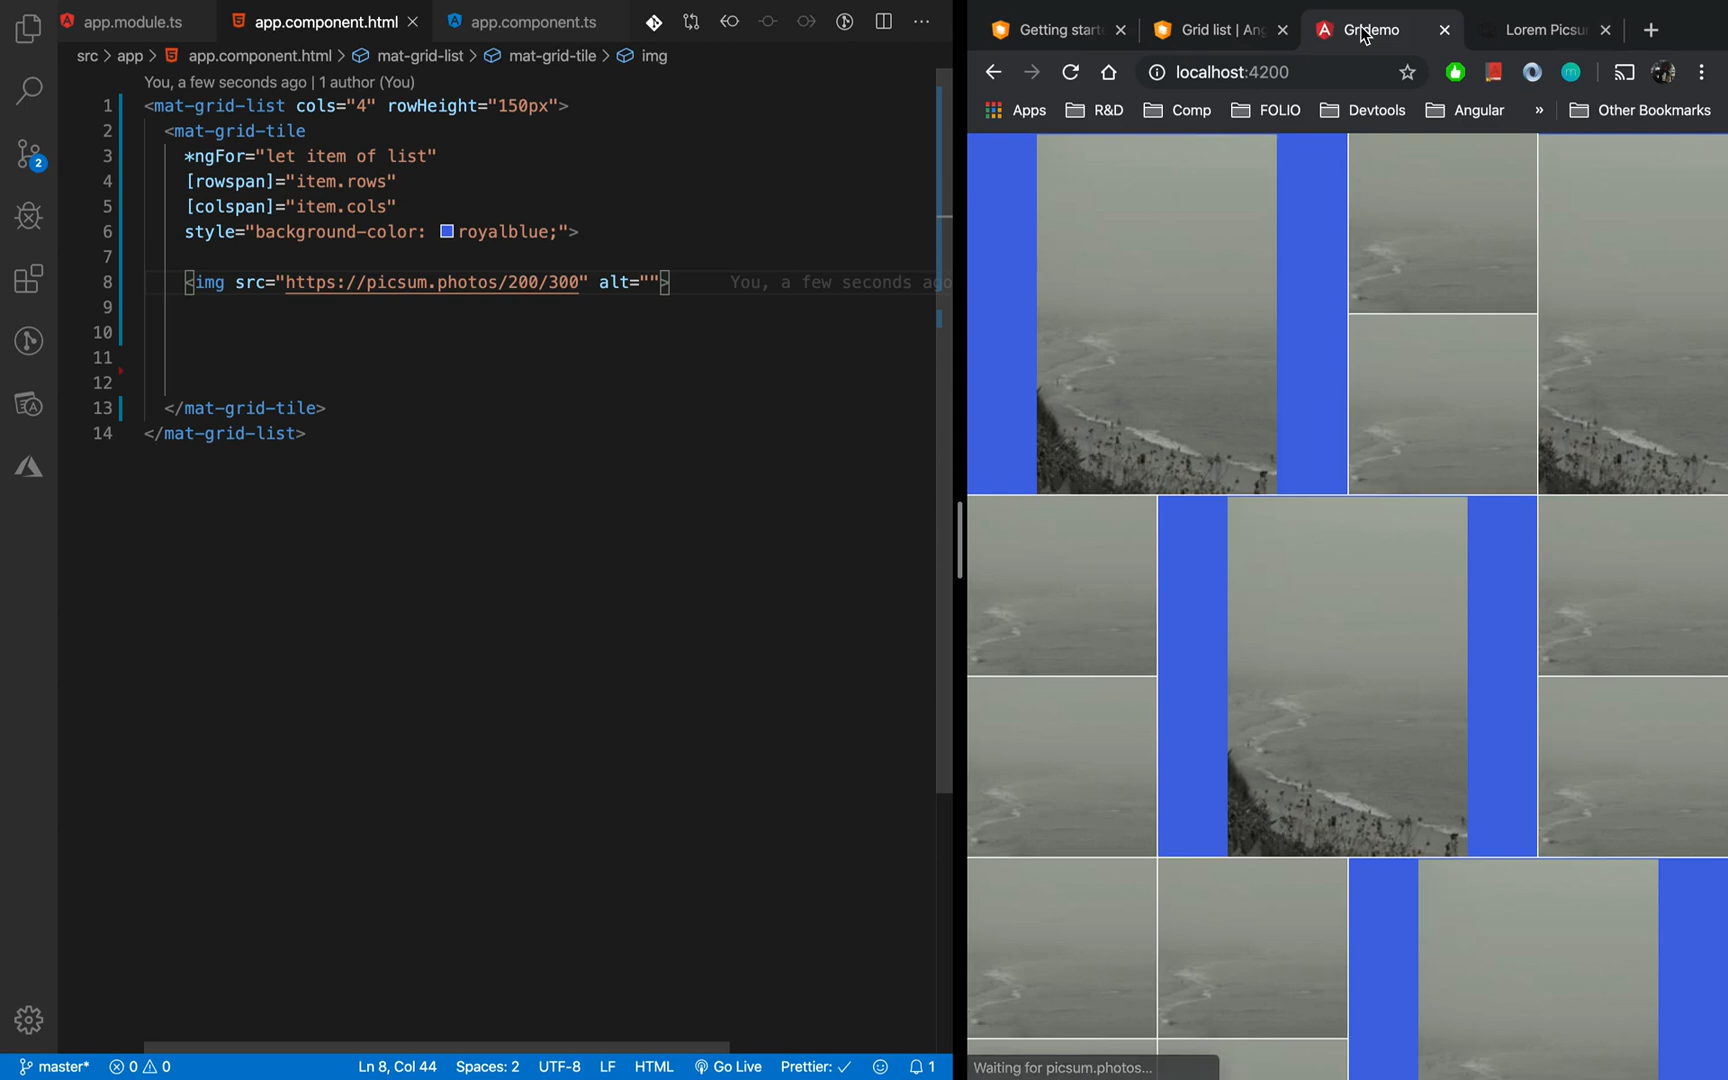 app.module.ts
app.component.html
app.component.ts
src > app > app.component.html > mat-grid-list > mat-grid-tile > img
You, a few seconds ago | 1 author (You)
1 <mat-grid-list cols="4" rowHeight="150px">
2 <mat-grid-tile
3 *ngFor="let item of list"
4 [rowspan]="item.rows"
5 [colspan]="item.cols"
6 style="background-color: royalblue;">
7
8 <img src="https://picsum.photos/200/300" alt=""> You, a few seconds ago
9
10
11
12
13 </mat-grid-tile>
14 </mat-grid-list>
2
master*
0
0
Ln 8, Col 44
Spaces: 2
UTF-8
LF
HTML
Go Live
Prettier: ✓
1
Getting start
Grid list | Ang
demo
Lorem Picsu
localhost:4200
Apps
R&D
Comp
FOLIO
Devtools
Angular
»
Other Bookmarks
Waiting for picsum.photos...